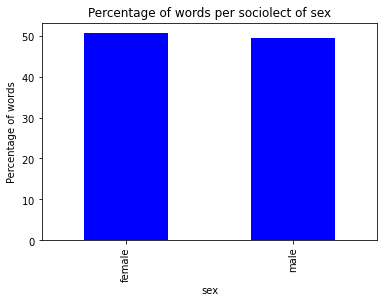 Percentage of words per sociolect of sex
Percentage of words
50
40
30
20
10
0
female
male
sex